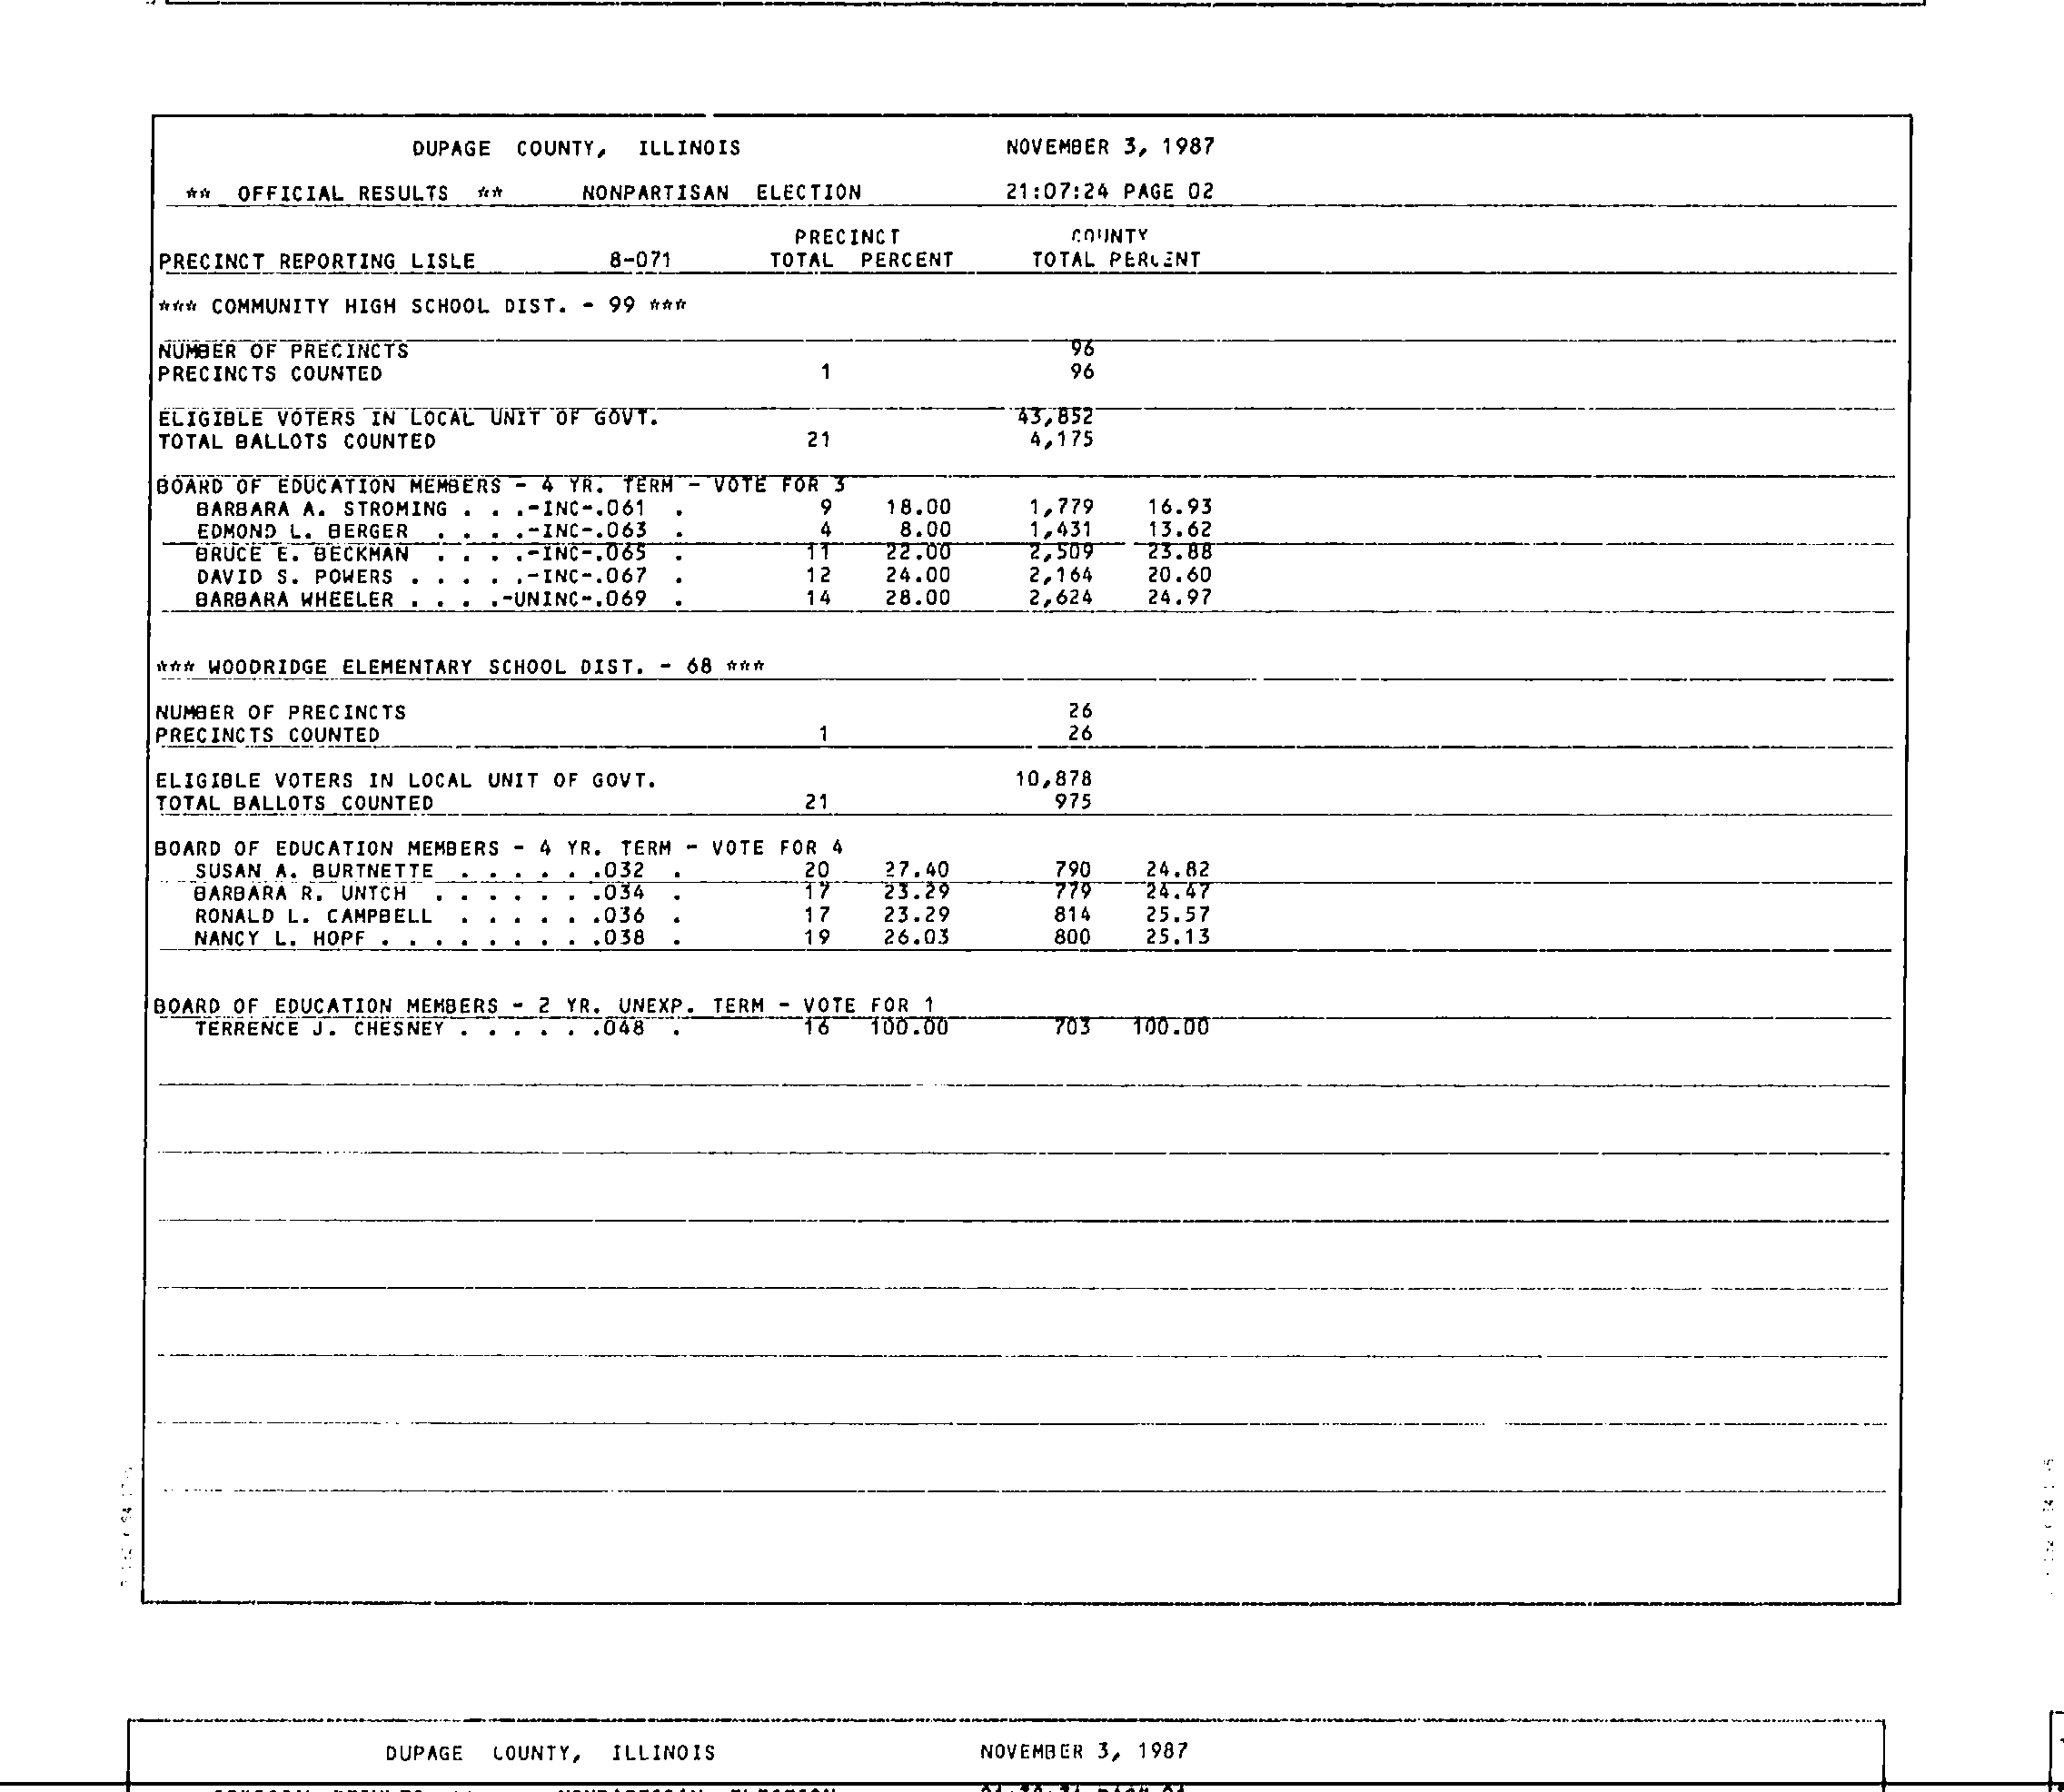 DUPAGE COUNTY, ILLINOIS NOVEMBER 3, 1987
** OFFICIAL RESULTS ** NONPARTISAN ELECTION 21:07:24 PAGE 02
PRECINCT COUNTY
PRECINCT REPORTING LISLE 8-071 TOTAL PERCENT TOTAL PERCENT
*** COMMUNITY HIGH SCHOOL DIST. - 99 ***
NUMBER OF PRECINCTS 96
PRECINCTS COUNTED 1 96
ELIGIBLE VOTERS IN LOCAL UNIT OF GOVT. 43,852
TOTAL BALLOTS COUNTED 21 4,175
BOARD OF EDUCATION MEMBERS - 4 YR. TERM - VOTE FOR 3
BARBARA A. STROMING . . .-INC-.061 . 9 18.00 1,779 16.93
EDMOND L. BERGER . . . .-INC-.063 . 4 8.00 1,431 13.62
BRUCE E. BECKMAN . . . .-INC-.065 . 11 22.00 2,509 23.88
DAVID S. POWERS . . . . .-INC-.067 . 12 24.00 2,164 20.60
BARBARA WHEELER . . . .-UNINC-.069 . 14 28.00 2,624 24.97
*** WOODRIDGE ELEMENTARY SCHOOL DIST. - 68 ***
NUMBER OF PRECINCTS 26
PRECINCTS COUNTED 1 26
ELIGIBLE VOTERS IN LOCAL UNIT OF GOVT. 10,878
TOTAL BALLOTS COUNTED 21 975
BOARD OF EDUCATION MEMBERS - 4 YR. TERM - VOTE FOR 4
SUSAN A. BURTNETTE . . . . . .032 . 20 27.40 790 24.82
BARBARA R. UNTCH . . . . . . .034 . 17 23.29 779 24.47
RONALD L. CAMPBELL . . . . . .036 . 17 23.29 814 25.57
NANCY L. HOPF . . . . . . . . .038 . 19 26.03 800 25.13
BOARD OF EDUCATION MEMBERS - 2 YR. UNEXP. TERM - VOTE FOR 1
TERRENCE J. CHESNEY . . . . . .048 . 16 100.00 703 100.00
DUPAGE COUNTY, ILLINOIS NOVEMBER 3, 1987